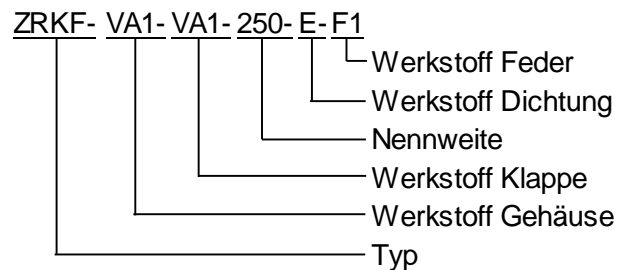 ZRKF- VA1- VA1- 250- E- F1
Werkstoff Feder
Werkstoff Dichtung
Nennweite
Werkstoff Klappe
Werkstoff Gehäuse
Typ